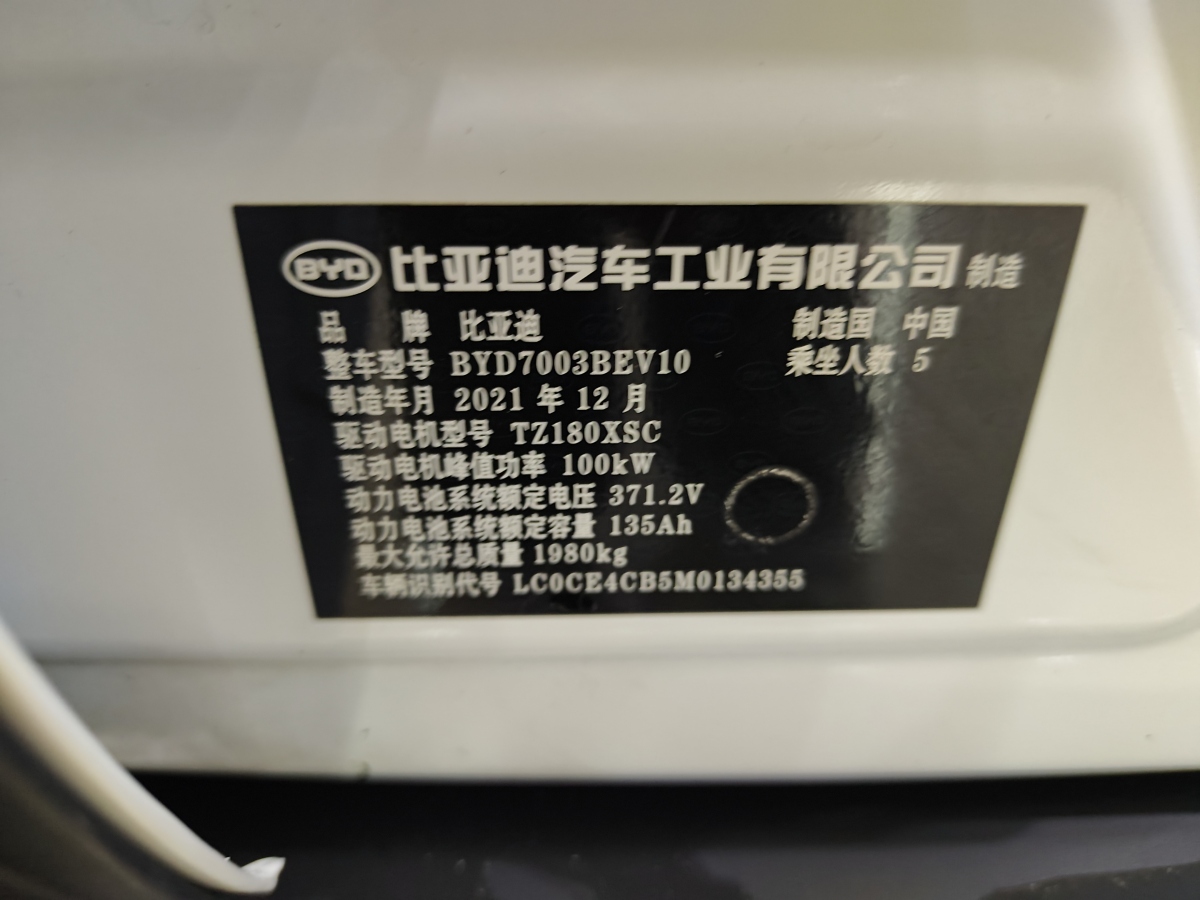 BYD 比亚迪汽车工业有限公司 制造
品 牌 比亚迪 制造国 中国
整车型号 BYD7003BEV10 乘坐人数 5
制造年月 2021 年 12 月
驱动电机型号 TZ180XSC
驱动电机峰值功率 100kW
动力电池系统额定电压 371.2V
动力电池系统额定容量 135Ah
最大允许总质量 1980kg
车辆识别代号 LC0CE4CB5M0134355